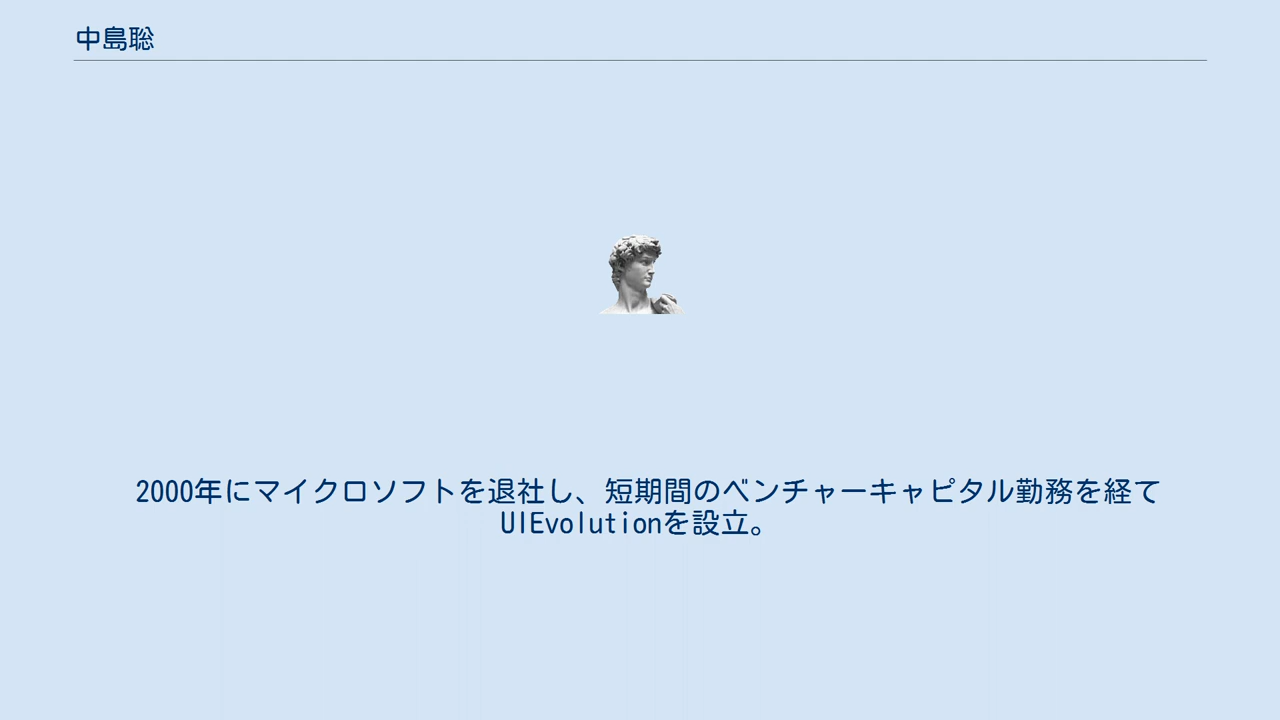 中島聡
2000年にマイクロソフトを退社し、短期間のベンチャーキャピタル勤務を経て
UIEvolutionを設立。